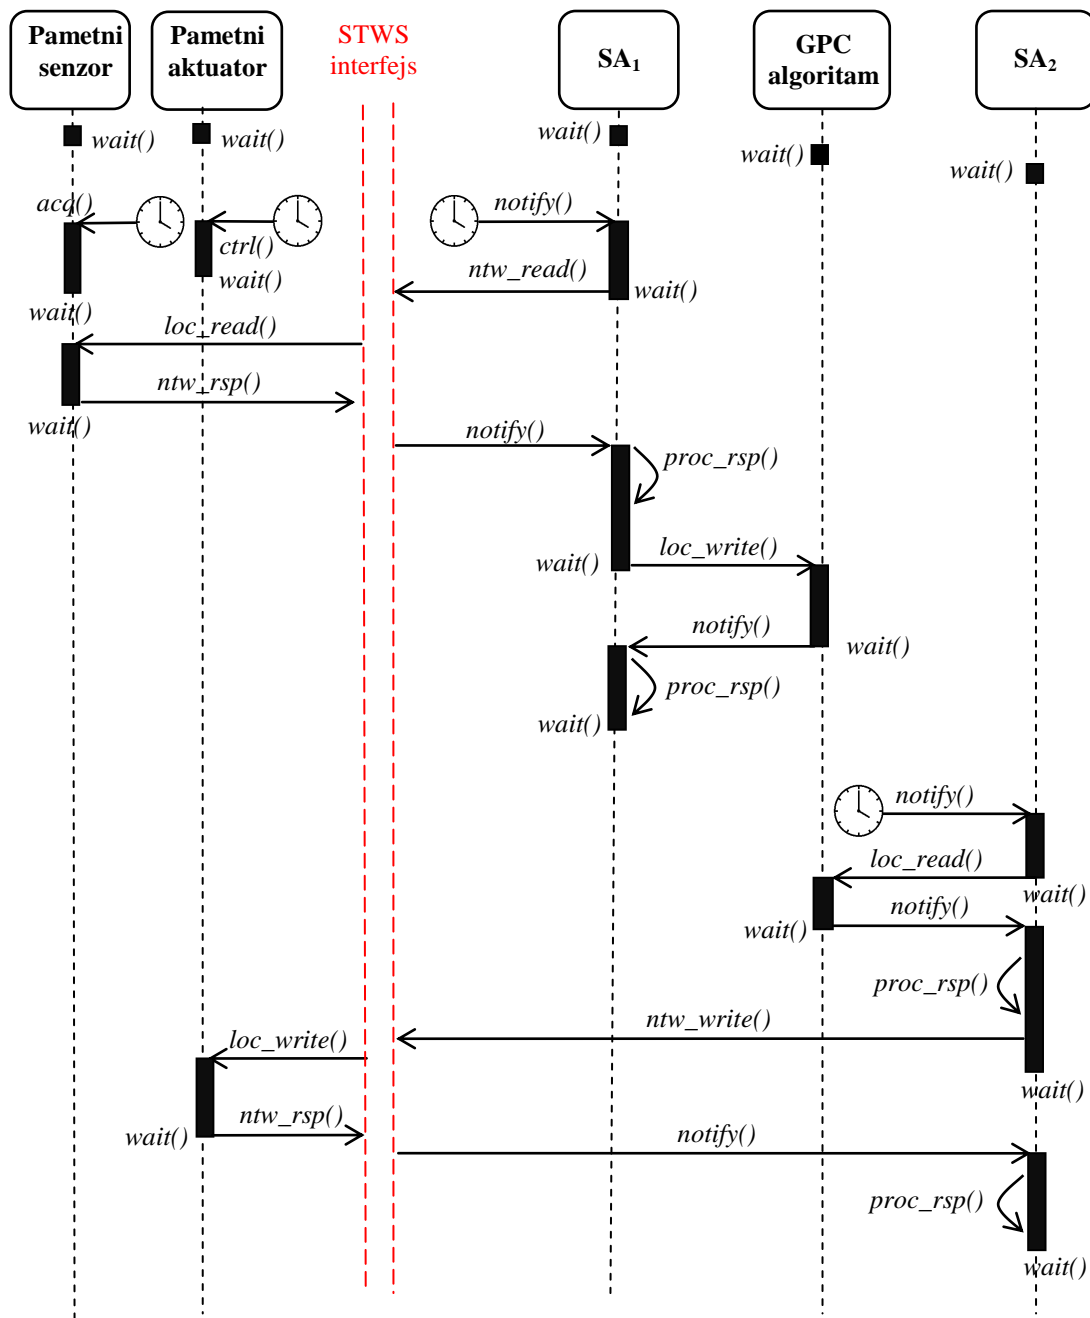 Pametni
senzor
Pametni
aktuator
STWS
interfejs
SA₁
GPC
algoritam
SA₂
wait()
wait()
wait()
wait()
wait()
acq()
notify()
ctrl()
wait()
ntw_read()
wait()
wait()
loc_read()
ntw_rsp()
wait()
notify()
proc_rsp()
loc_write()
wait()
notify()
wait()
proc_rsp()
wait()
notify()
loc_read()
wait()
notify()
wait()
proc_rsp()
ntw_write()
loc_write()
wait()
ntw_rsp()
wait()
notify()
proc_rsp()
wait()